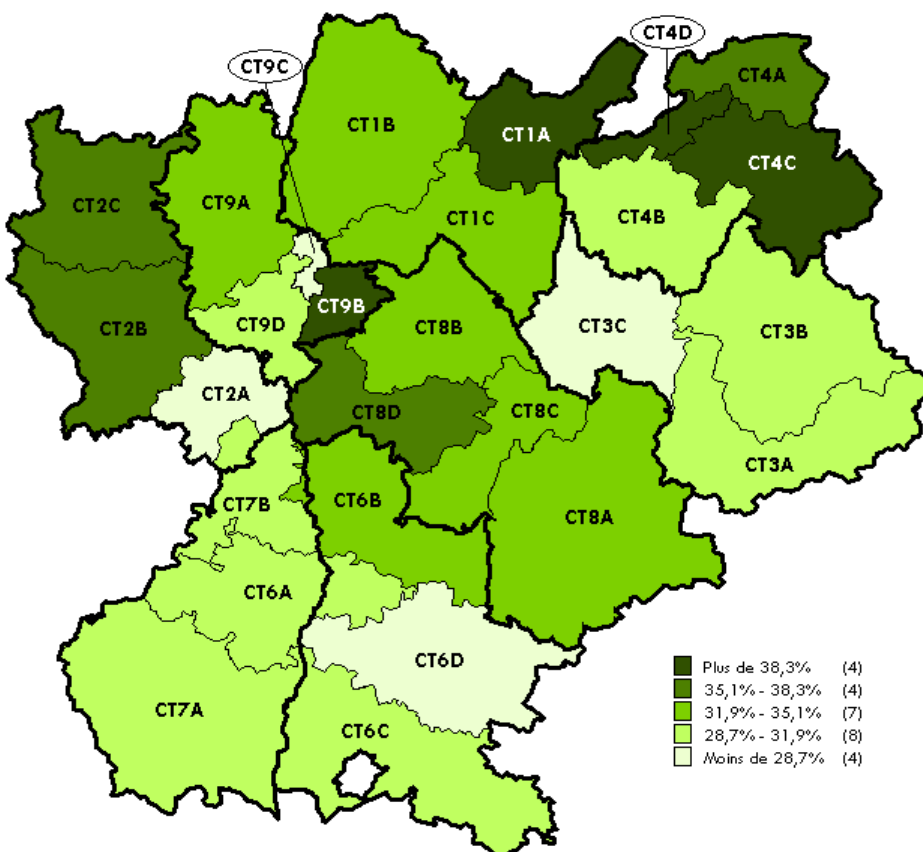 CT4D
CT9C
CT4A
CT1B
CT1A
CT4C
CT2C
CT9A
CT1C
CT4B
CT9B
CT3C
CT2B
CT9D
CT8B
CT3B
CT2A
CT8D
CT8C
CT3A
CT7B
CT6B
CT8A
CT6A
CT6D
CT7A
CT6C
Plus de 38,3% (4)
35,1% - 38,3% (4)
31,9% - 35,1% (7)
28,7% - 31,9% (8)
Moins de 28,7% (4)